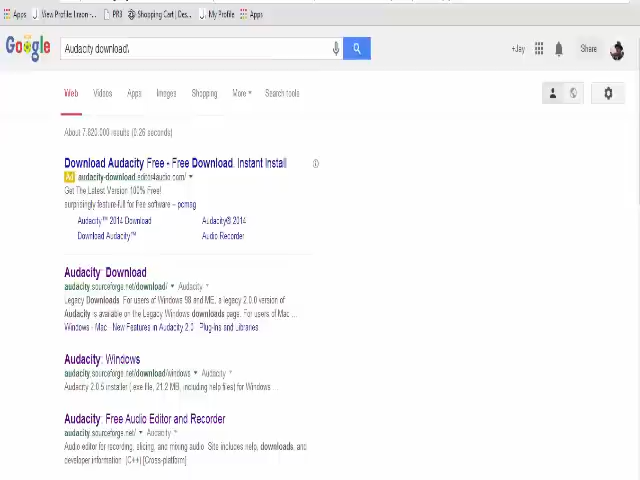 Apps View Profile I reon -... PR3 Shopping Cart | Des... My Profile Apps
Google Audacity download\ +Jay Share
Web Videos Apps Images Shopping More Search tools
About 7,820,000 results (0.26 seconds)
Download Audacity Free - Free Download. Instant Install
Ad audacity-download.editor4audio.com/
Get The Latest Version 100% Free!
surprisingly feature-full for free software – pcmag
Audacity™ 2014 Download Audacity® 2014
Download Audacity™ Audio Recorder
Audacity: Download
audacity.sourceforge.net/download/ Audacity
Legacy Downloads. For users of Windows 98 and ME, a legacy 2.0.0 version of
Audacity is available on the Legacy Windows downloads page. For users of Mac ...
Windows - Mac - New Features in Audacity 2.0 - Plug-Ins and Libraries
Audacity: Windows
audacity.sourceforge.net/download/windows Audacity
Audacity 2.0.5 installer (.exe file, 21.2 MB, including help files) for Windows ...
Audacity: Free Audio Editor and Recorder
audacity.sourceforge.net/ Audacity
Audio editor for recording, slicing, and mixing audio. Site includes help, downloads, and
developer information. [C++] [Cross-platform]